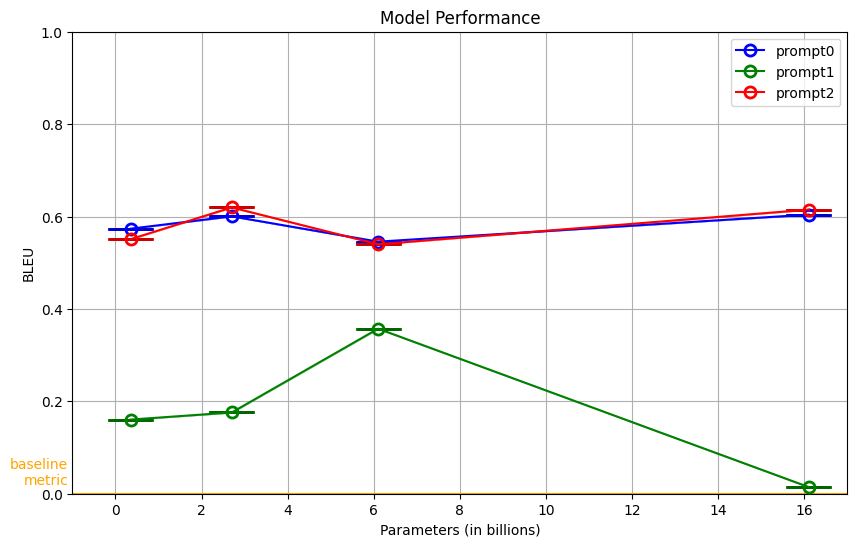 Model Performance
prompt0
prompt1
prompt2
1.0
0.8
0.6
0.4
0.2
0.0
BLEU
baseline
metric
0
2
4
6
8
10
12
14
16
Parameters (in billions)